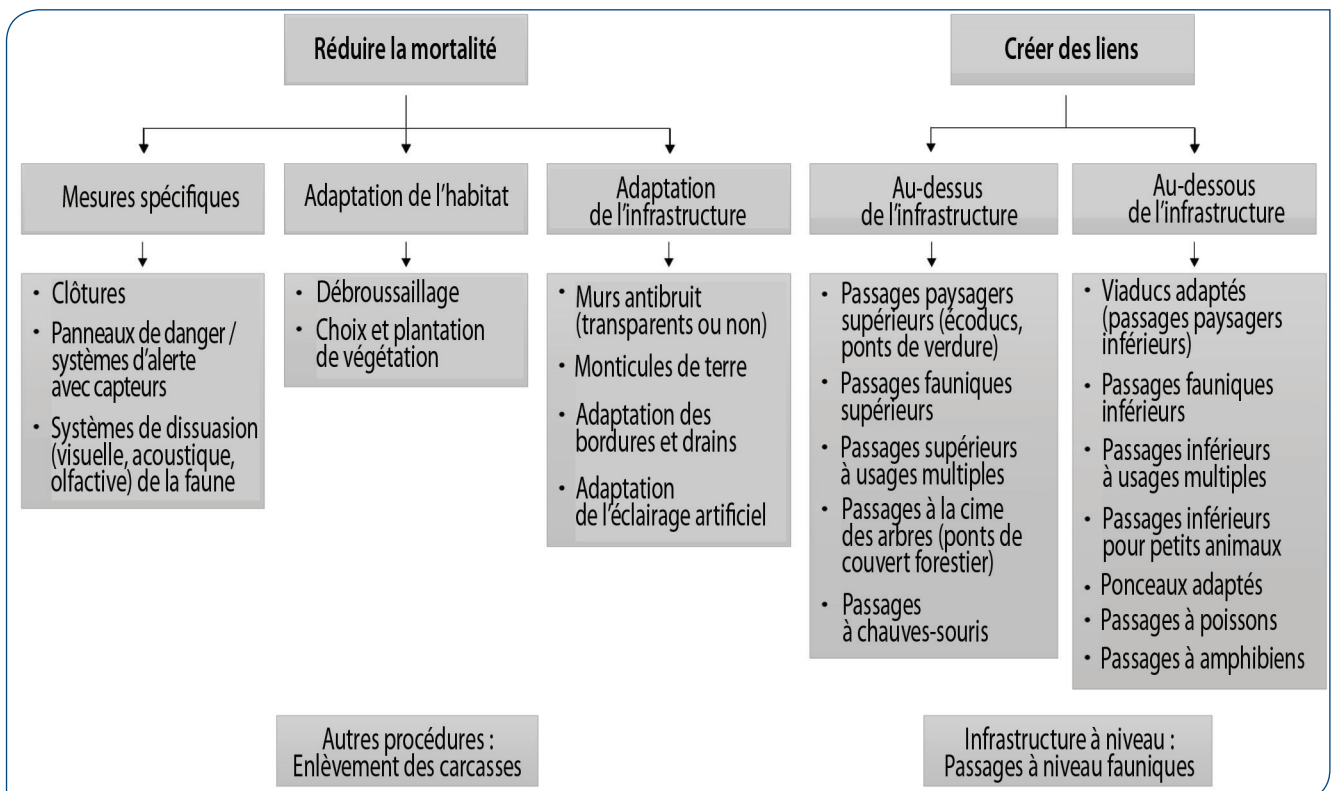 Réduire la mortalité
Mesures spécifiques
• Clôtures
• Panneaux de danger /
systèmes d'alerte
avec capteurs
• Systèmes de dissuasion
(visuelle, acoustique,
olfactive) de la faune
Adaptation de l'habitat
• Débroussaillage
• Choix et plantation
de végétation
Adaptation
de l'infrastructure
• Murs antibruit
(transparents ou non)
• Monticules de terre
• Adaptation des
bordures et drains
• Adaptation
de l'éclairage artificiel
Autres procédures :
Enlèvement des carcasses
Créer des liens
Au-dessus
de l'infrastructure
• Passages paysagers
supérieurs (écoducs,
ponts de verdure)
• Passages fauniques
supérieurs
• Passages supérieurs
à usages multiples
• Passages à la cime
des arbres (ponts de
couvert forestier)
• Passages
à chauves-souris
Au-dessous
de l'infrastructure
• Viaducs adaptés
(passages paysagers
inférieurs)
• Passages fauniques
inférieurs
• Passages inférieurs
à usages multiples
• Passages inférieurs
pour petits animaux
• Ponceaux adaptés
• Passages à poissons
• Passages à amphibiens
Infrastructure à niveau :
Passages à niveau fauniques